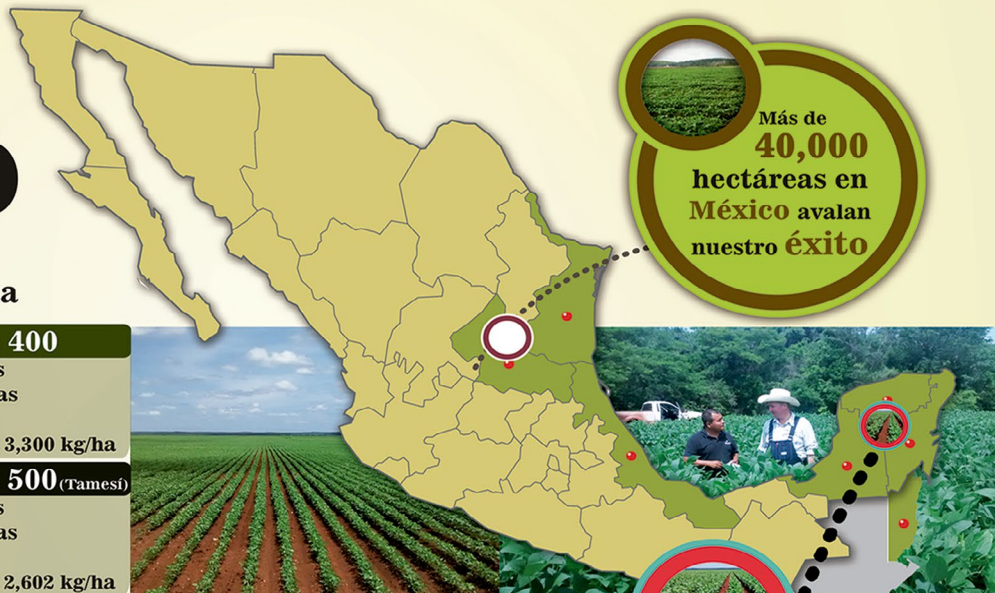 Más de
40,000
hectáreas en
México avalan
nuestro éxito
a
400
s
as
3,300 kg/ha
500 (Tamesí)
s
as
2,602 kg/ha